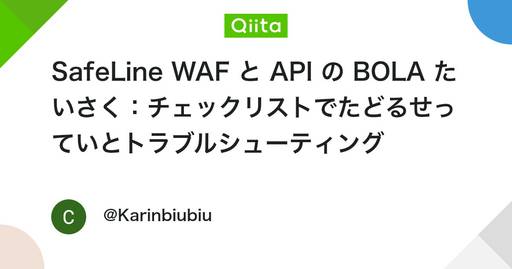 Qiita
SafeLine WAF と API の BOLA た
いさく：チェックリストでたどるせっ
ていとトラブルシューティング
C
@Karinbiubiu